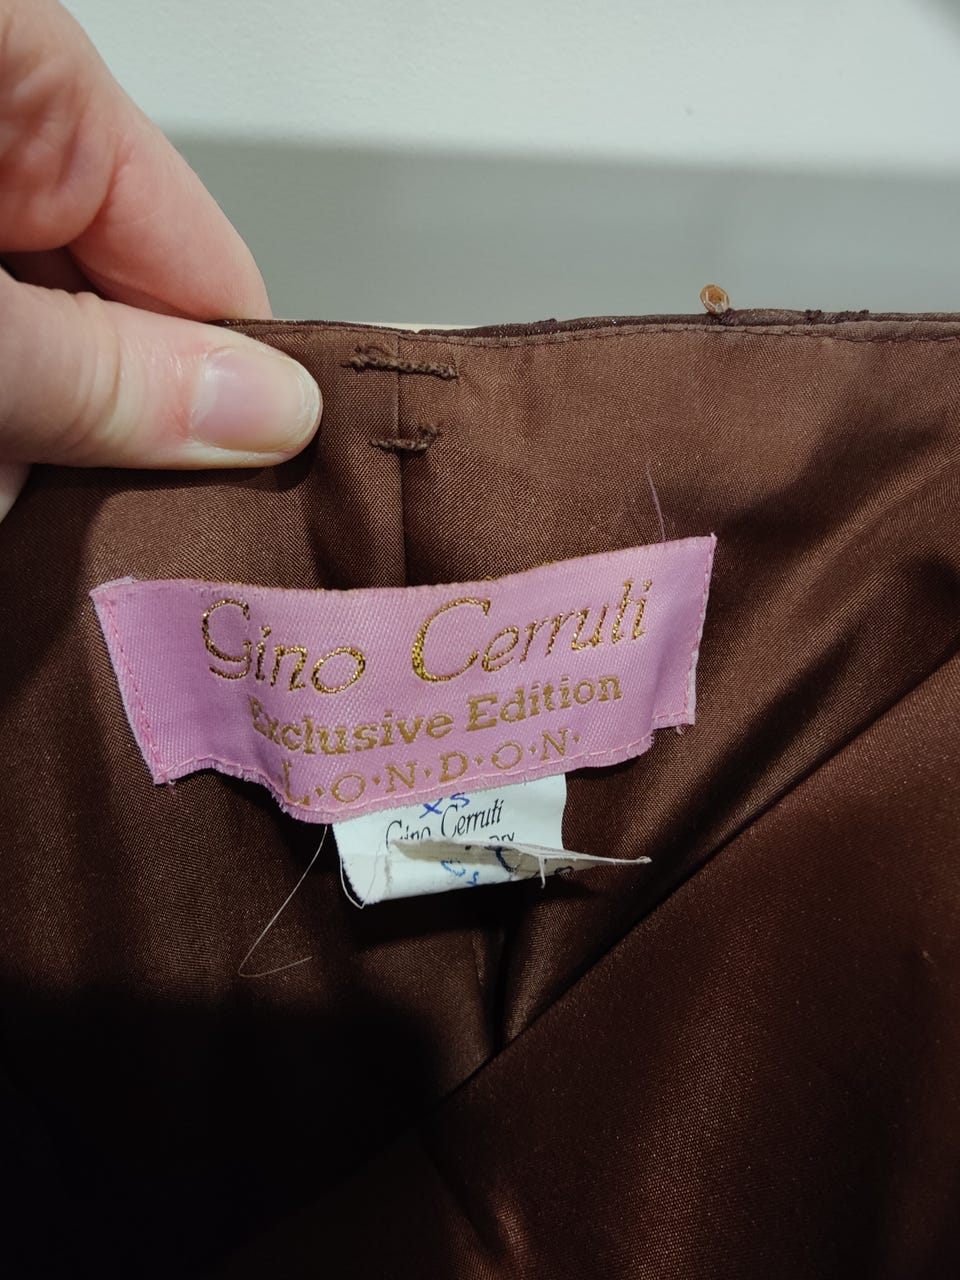 Gino Cerruti
Exclusive Edition
L·O·N·D·O·N·
XS
Gino Cerruti